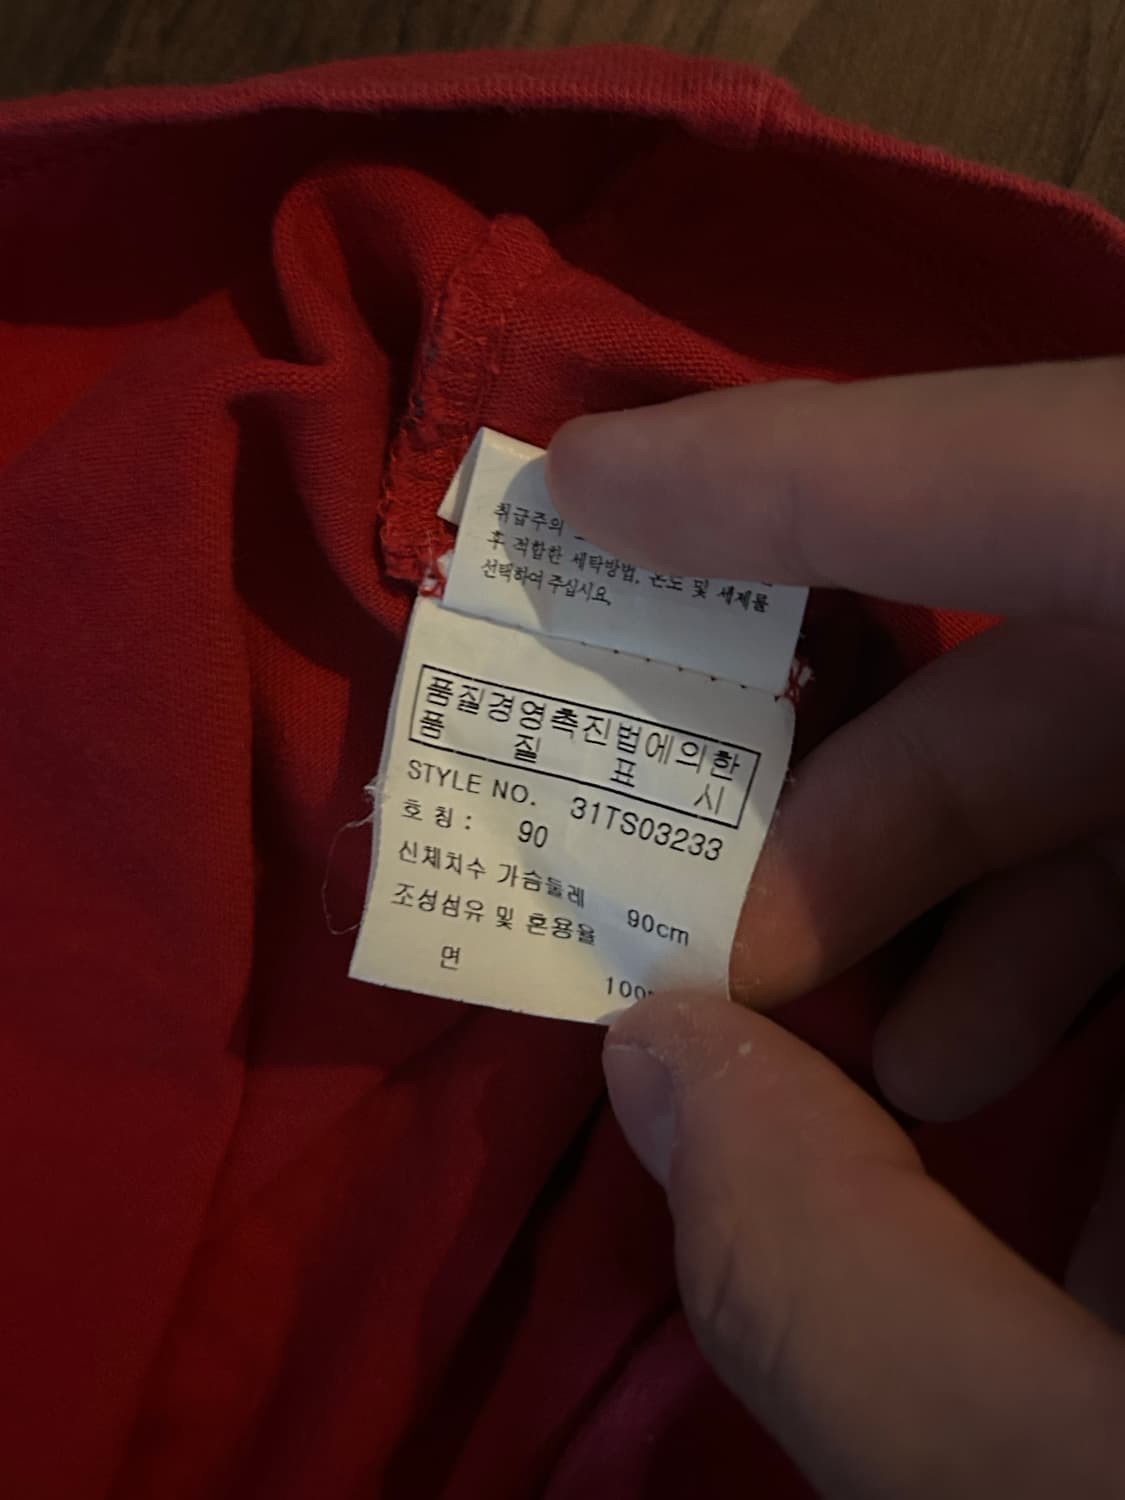 취급주의
후 적합한 세탁방법, 온도 및 세제를
선택하여 주십시요.
품질경영촉진법에의한
품 질 표 시
STYLE NO. 31TS03233
호 칭 : 90
신체치수 가슴둘레 90cm
조성섬유 및 혼용율
면 100